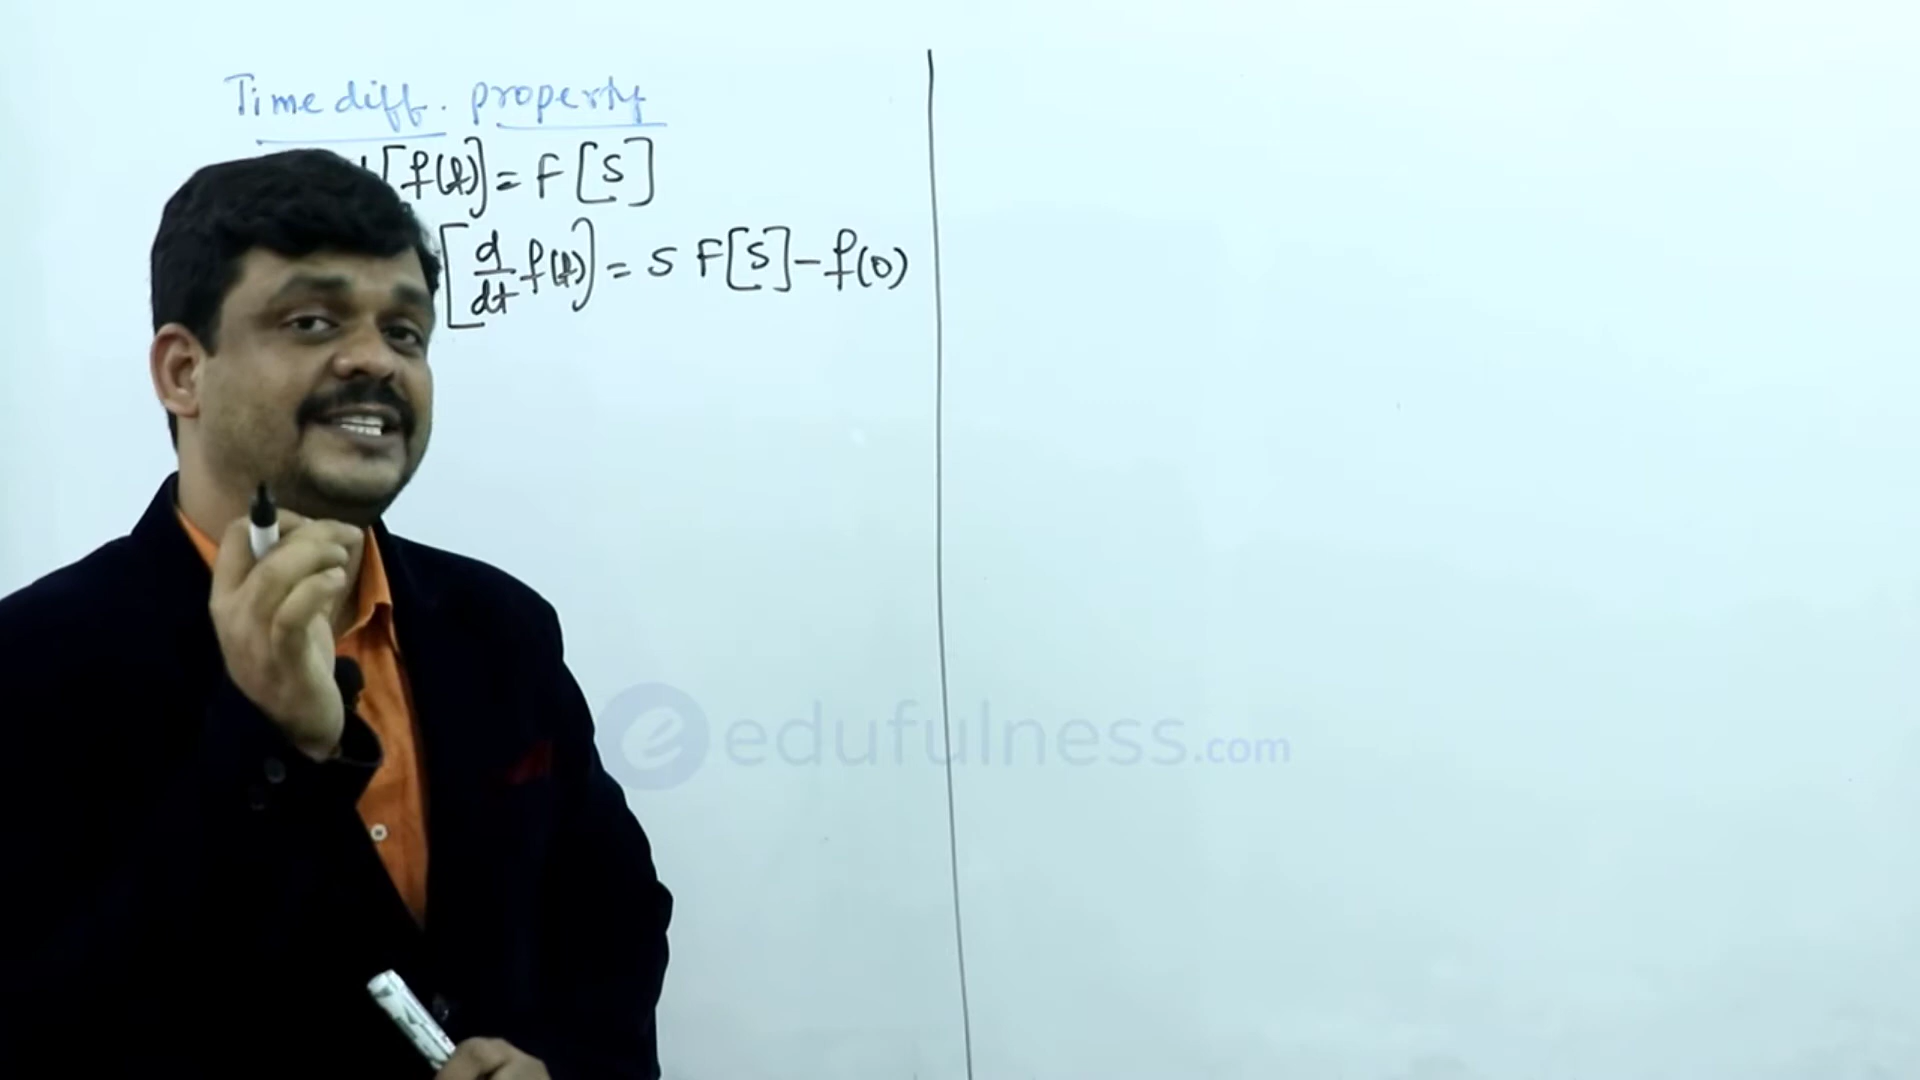 Time diff. property
[f(t)] = F[S]
[d/dt f(t)] = S F[S] - f(0)
edufulness.com